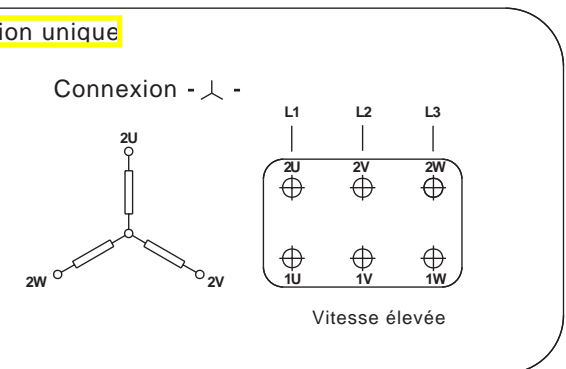 ion unique
Connexion - -
L1 L2 L3
2U
2U 2V 2W
2W 2V
1U 1V 1W
Vitesse élevée